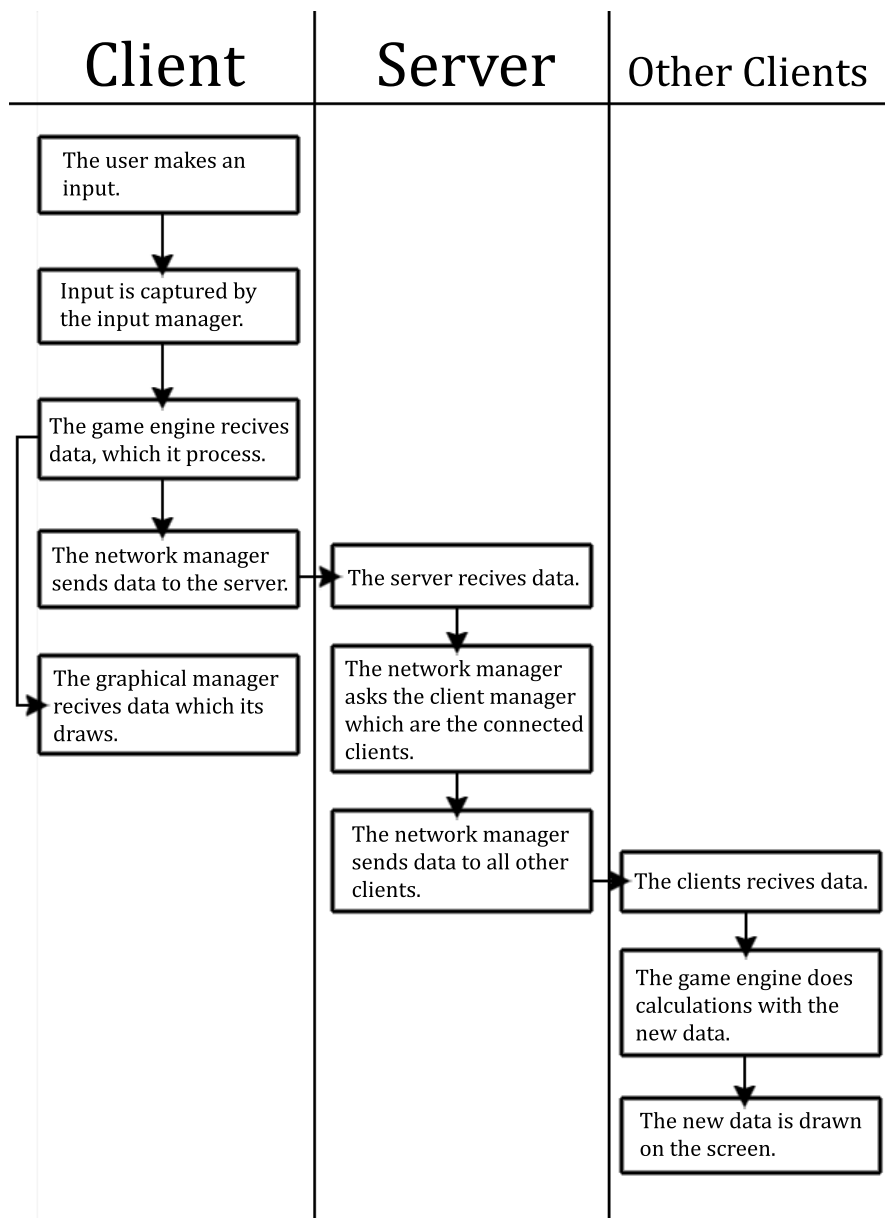 Client
Server
Other Clients
The user makes an
input.
Input is captured by
the input manager.
The game engine recives
data, which it process.
The network manager
sends data to the server.
The graphical manager
recives data which its
draws.
The server recives data.
The network manager
asks the client manager
which are the connected
clients.
The network manager
sends data to all other
clients.
The clients recives data.
The game engine does
calculations with the
new data.
The new data is drawn
on the screen.